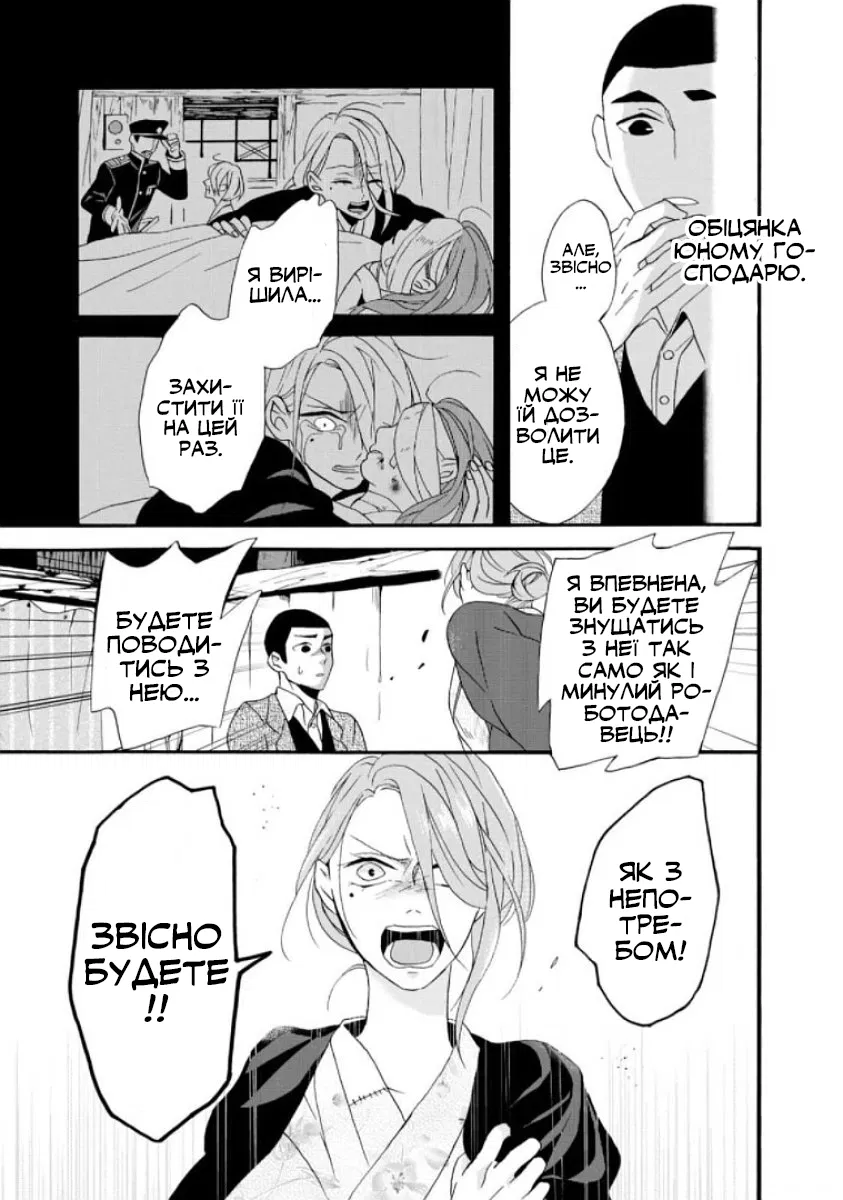 ОБІЦЯНКА
ЮНОМУ ГО-
СПОДАРЮ.
АЛЕ,
ЗВІСНО
...
Я НЕ
МОЖУ
ЇЙ ДОЗ-
ВОЛИТИ
ЦЕ.
Я ВИРІ-
ШИЛА...
ЗАХИ-
СТИТИ ЇЇ
НА ЦЕЙ
РАЗ.
Я ВПЕВНЕНА,
ВИ БУДЕТЕ
ЗНУЩАТИСЬ
З НЕЇ ТАК
САМО ЯК І
МИНУЛИЙ РО-
БОТОДА-
ВЕЦЬ!!
БУДЕТЕ
ПОВОДИ-
ТИСЬ З
НЕЮ...
ЯК З
НЕПО-
ТРЕ-
БОМ!
ЗВІСНО
БУДЕТЕ
!!